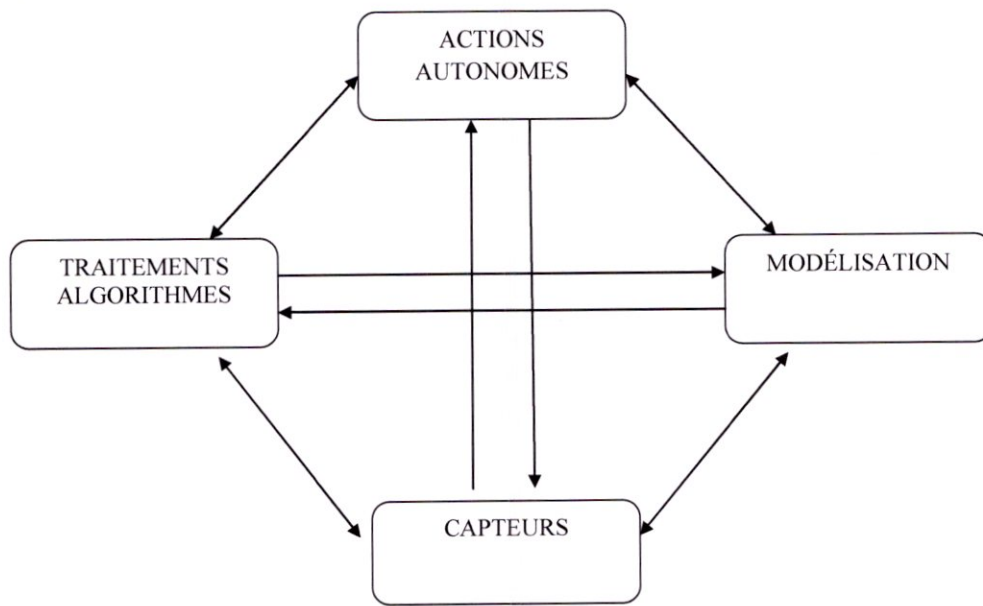 ACTIONS
AUTONOMES
TRAITEMENTS
ALGORITHMES
MODÉLISATION
CAPTEURS